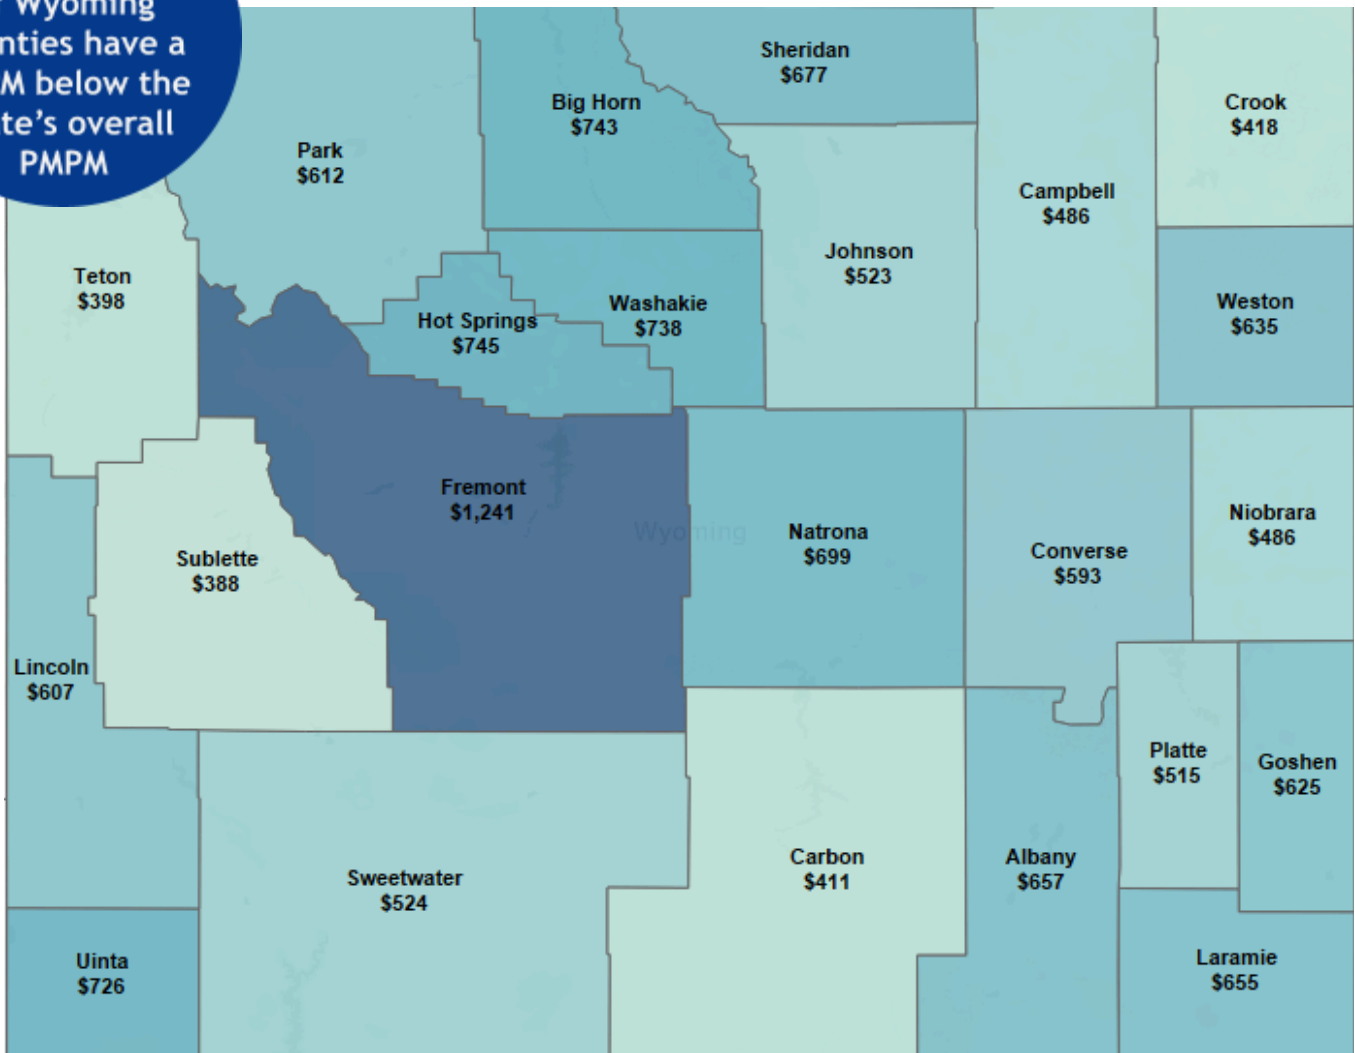 Wyoming
have a
below the
overall
PMPM
Sheridan
$677
Big Horn
$743
Crook
$418
Park
$612
Campbell
$486
Johnson
$523
Teton
$398
Weston
$635
Washakie
$738
Hot Springs
$745
Fremont
$1,241
Niobrara
$486
Wyoming
Natrona
$699
Converse
$593
Sublette
$388
Lincoln
$607
Platte
$515
Goshen
$625
Carbon
$411
Albany
$657
Sweetwater
$524
Uinta
$726
Laramie
$655